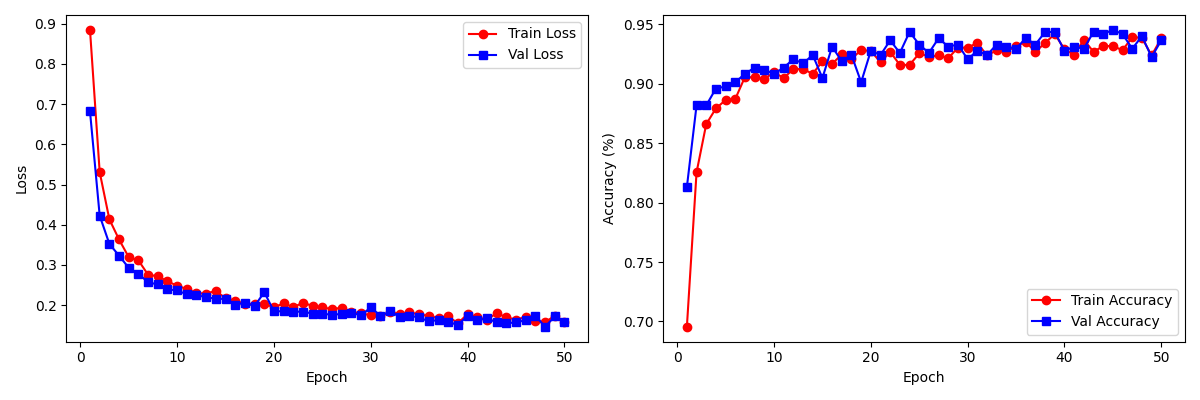 0.9
0.8
0.7
0.6
0.5
0.4
0.3
0.2
Loss
0 10 20 30 40 50
Epoch
Train Loss
Val Loss
0.95
0.90
0.85
0.80
0.75
0.70
Accuracy (%)
0 10 20 30 40 50
Epoch
Train Accuracy
Val Accuracy